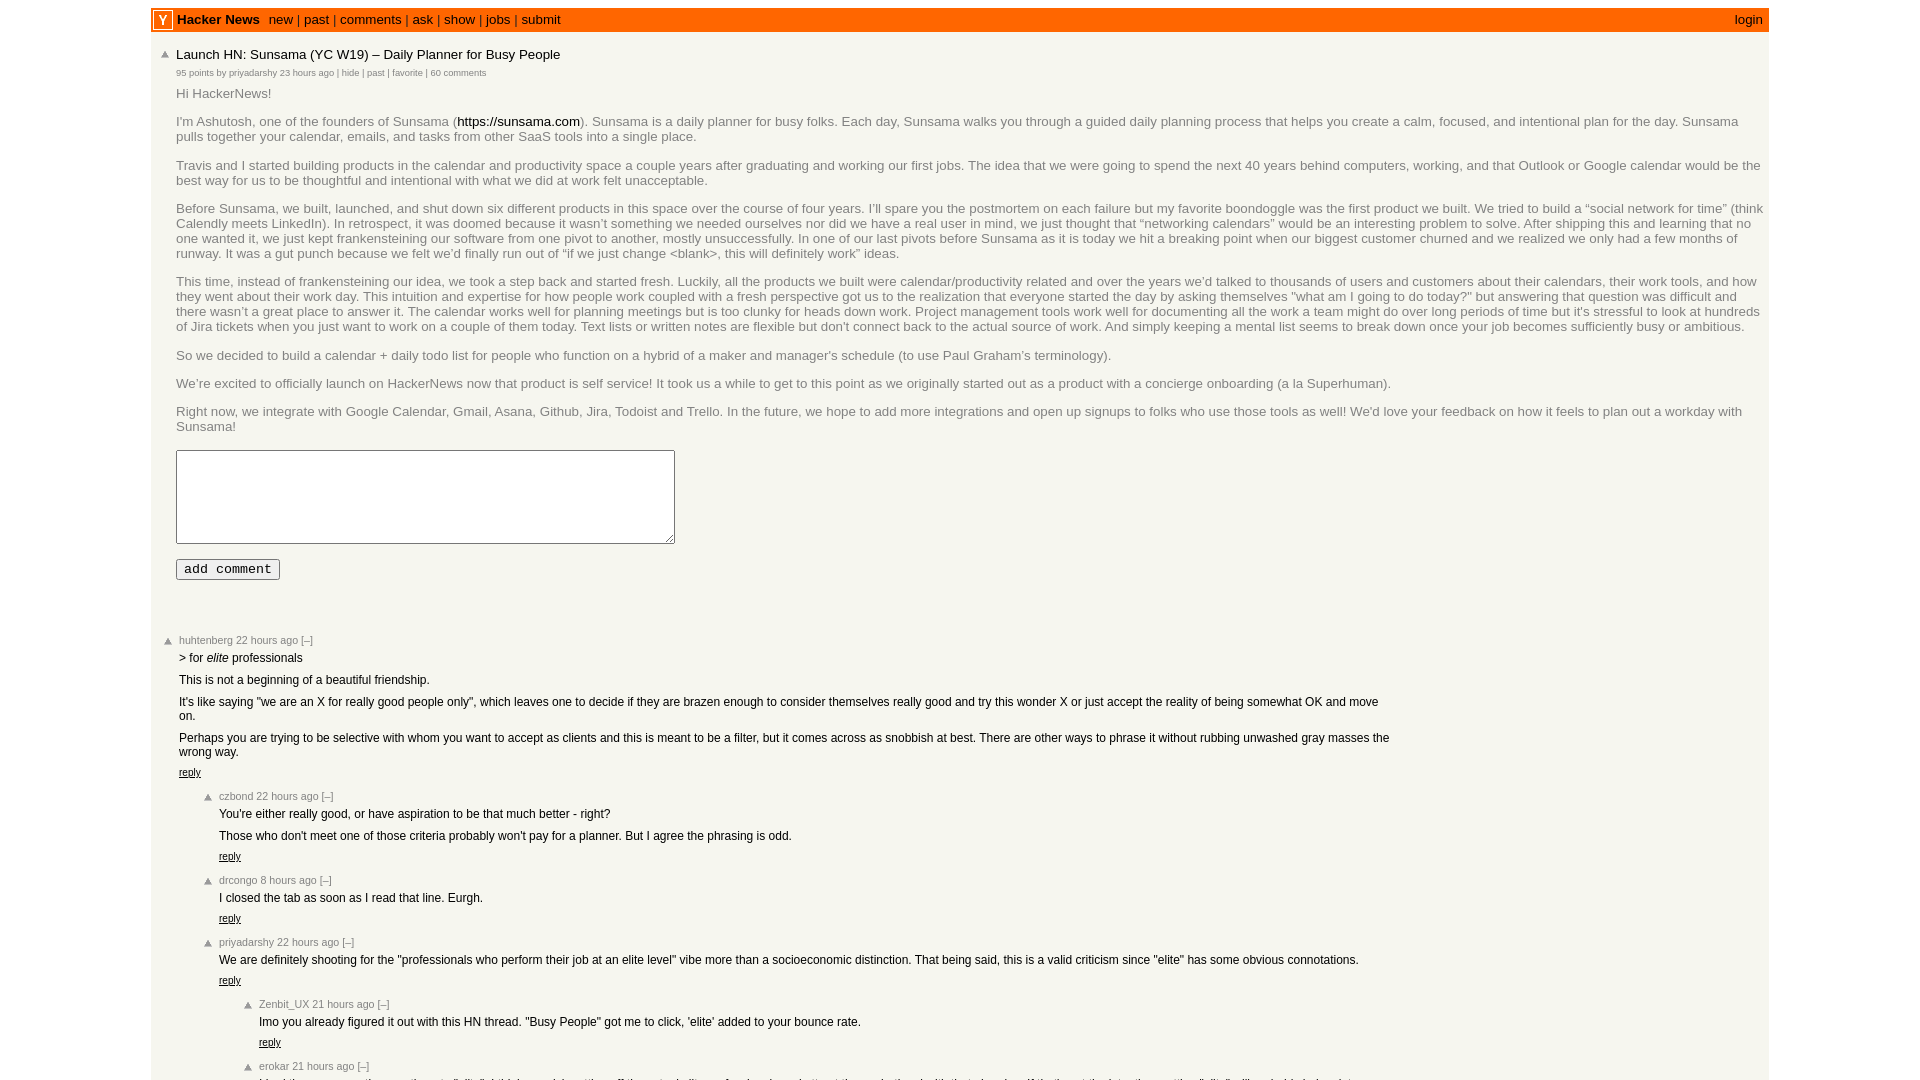 Y Hacker News new | past | comments | ask | show | jobs | submit login
Launch HN: Sunsama (YC W19) – Daily Planner for Busy People
95 points by priyadarshy 23 hours ago | hide | past | favorite | 60 comments
Hi HackerNews!
I'm Ashutosh, one of the founders of Sunsama (https://sunsama.com). Sunsama is a daily planner for busy folks. Each day, Sunsama walks you through a guided daily planning process that helps you create a calm, focused, and intentional plan for the day. Sunsama
pulls together your calendar, emails, and tasks from other SaaS tools into a single place.
Travis and I started building products in the calendar and productivity space a couple years after graduating and working our first jobs. The idea that we were going to spend the next 40 years behind computers, working, and that Outlook or Google calendar would be the
best way for us to be thoughtful and intentional with what we did at work felt unacceptable.
Before Sunsama, we built, launched, and shut down six different products in this space over the course of four years. I’ll spare you the postmortem on each failure but my favorite boondoggle was the first product we built. We tried to build a “social network for time” (think
Calendly meets LinkedIn). In retrospect, it was doomed because it wasn’t something we needed ourselves nor did we have a real user in mind, we just thought that “networking calendars” would be an interesting problem to solve. After shipping this and learning that no
one wanted it, we just kept frankensteining our software from one pivot to another, mostly unsuccessfully. In one of our last pivots before Sunsama as it is today we hit a breaking point when our biggest customer churned and we realized we only had a few months of
runway. It was a gut punch because we felt we’d finally run out of “if we just change <blank>, this will definitely work” ideas.
This time, instead of frankensteining our idea, we took a step back and started fresh. Luckily, all the products we built were calendar/productivity related and over the years we’d talked to thousands of users and customers about their calendars, their work tools, and how
they went about their work day. This intuition and expertise for how people work coupled with a fresh perspective got us to the realization that everyone started the day by asking themselves "what am I going to do today?" but answering that question was difficult and
there wasn’t a great place to answer it. The calendar works well for planning meetings but is too clunky for heads down work. Project management tools work well for documenting all the work a team might do over long periods of time but it's stressful to look at hundreds
of Jira tickets when you just want to work on a couple of them today. Text lists or written notes are flexible but don't connect back to the actual source of work. And simply keeping a mental list seems to break down once your job becomes sufficiently busy or ambitious.
So we decided to build a calendar + daily todo list for people who function on a hybrid of a maker and manager's schedule (to use Paul Graham’s terminology).
We’re excited to officially launch on HackerNews now that product is self service! It took us a while to get to this point as we originally started out as a product with a concierge onboarding (a la Superhuman).
Right now, we integrate with Google Calendar, Gmail, Asana, Github, Jira, Todoist and Trello. In the future, we hope to add more integrations and open up signups to folks who use those tools as well! We'd love your feedback on how it feels to plan out a workday with
Sunsama!
add comment
huhtenberg 22 hours ago [–]
> for elite professionals
This is not a beginning of a beautiful friendship.
It's like saying "we are an X for really good people only", which leaves one to decide if they are brazen enough to consider themselves really good and try this wonder X or just accept the reality of being somewhat OK and move
on.
Perhaps you are trying to be selective with whom you want to accept as clients and this is meant to be a filter, but it comes across as snobbish at best. There are other ways to phrase it without rubbing unwashed gray masses the
wrong way.
reply
czbond 22 hours ago [–]
You're either really good, or have aspiration to be that much better - right?
Those who don't meet one of those criteria probably won't pay for a planner. But I agree the phrasing is odd.
reply
drcongo 8 hours ago [–]
I closed the tab as soon as I read that line. Eurgh.
reply
priyadarshy 22 hours ago [–]
We are definitely shooting for the "professionals who perform their job at an elite level" vibe more than a socioeconomic distinction. That being said, this is a valid criticism since "elite" has some obvious connotations.
reply
Zenbit_UX 21 hours ago [–]
Imo you already figured it out with this HN thread. "Busy People" got me to click, 'elite' added to your bounce rate.
reply
erokar 21 hours ago [–]